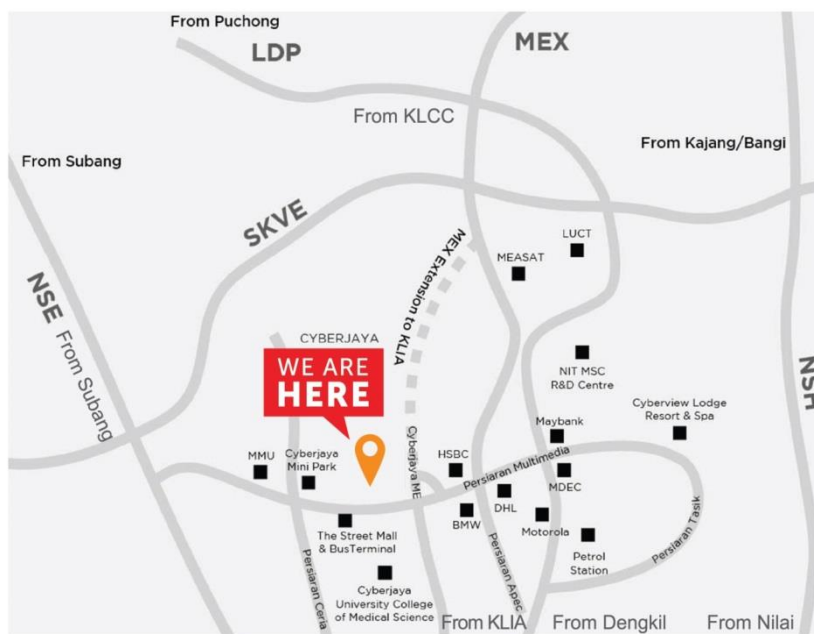 From Puchong
LDP
MEX
From KLCC
From Kajang/Bangi
From Subang
SKVE
NSE
From Subang
MEX Extension to KLIA
LUCT
MEASAT
CYBERJAYA
WE ARE
HERE
NIT MSC
R&D Centre
NSH
Cyberview Lodge
Resort & Spa
Maybank
MMU
Cyberjaya
Mini Park
Cyberjaya ME
HSBC
Persiaran Multimedia
MDEC
DHL
BMW
Motorola
Petrol
Station
Persiaran Tasik
The Street Mall
& BusTerminal
Persiaran Ceria
Persiaran Apec
Cyberjaya
University College
of Medical Science
From KLIA
From Dengkil
From Nilai